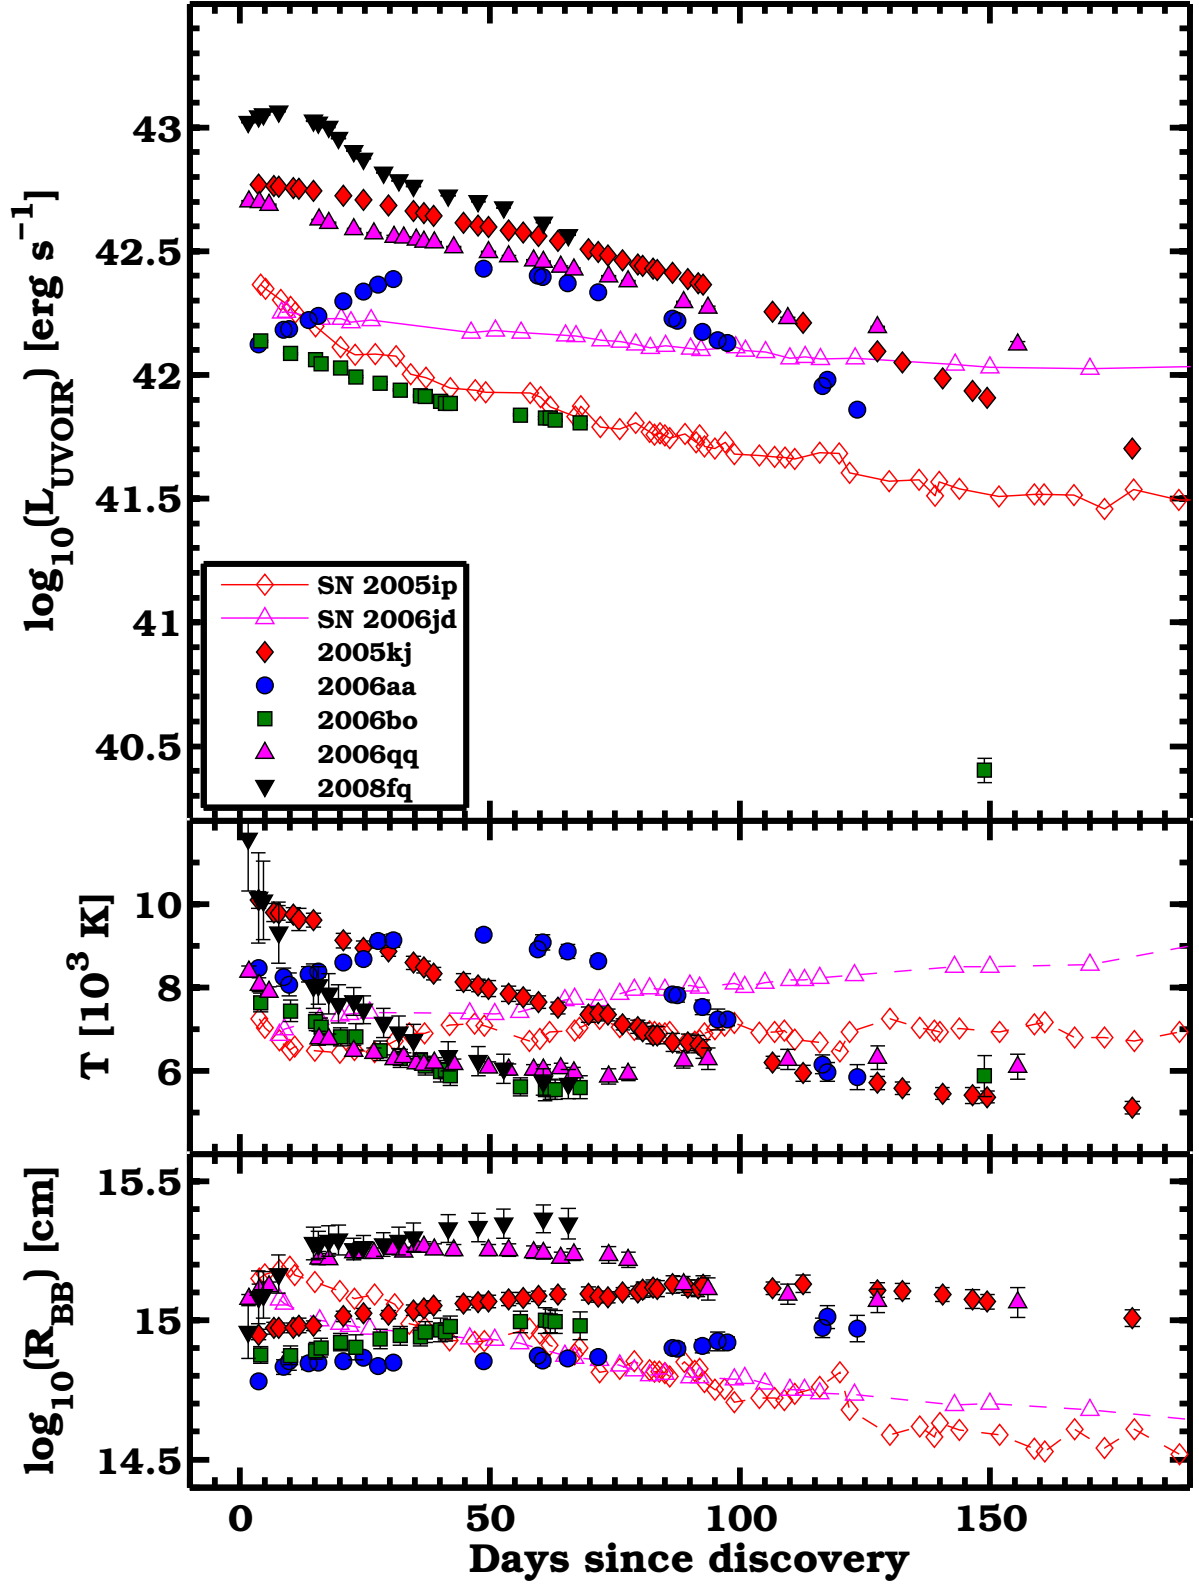 log₁₀(L_UVOIR) [erg s⁻¹]
43
42.5
42
41.5
41
40.5
SN 2005ip
SN 2006jd
2005kj
2006aa
2006bo
2006qq
2008fq
T [10³ K]
10
8
6
log₁₀(R_BB) [cm]
15.5
15
14.5
0 50 100 150
Days since discovery